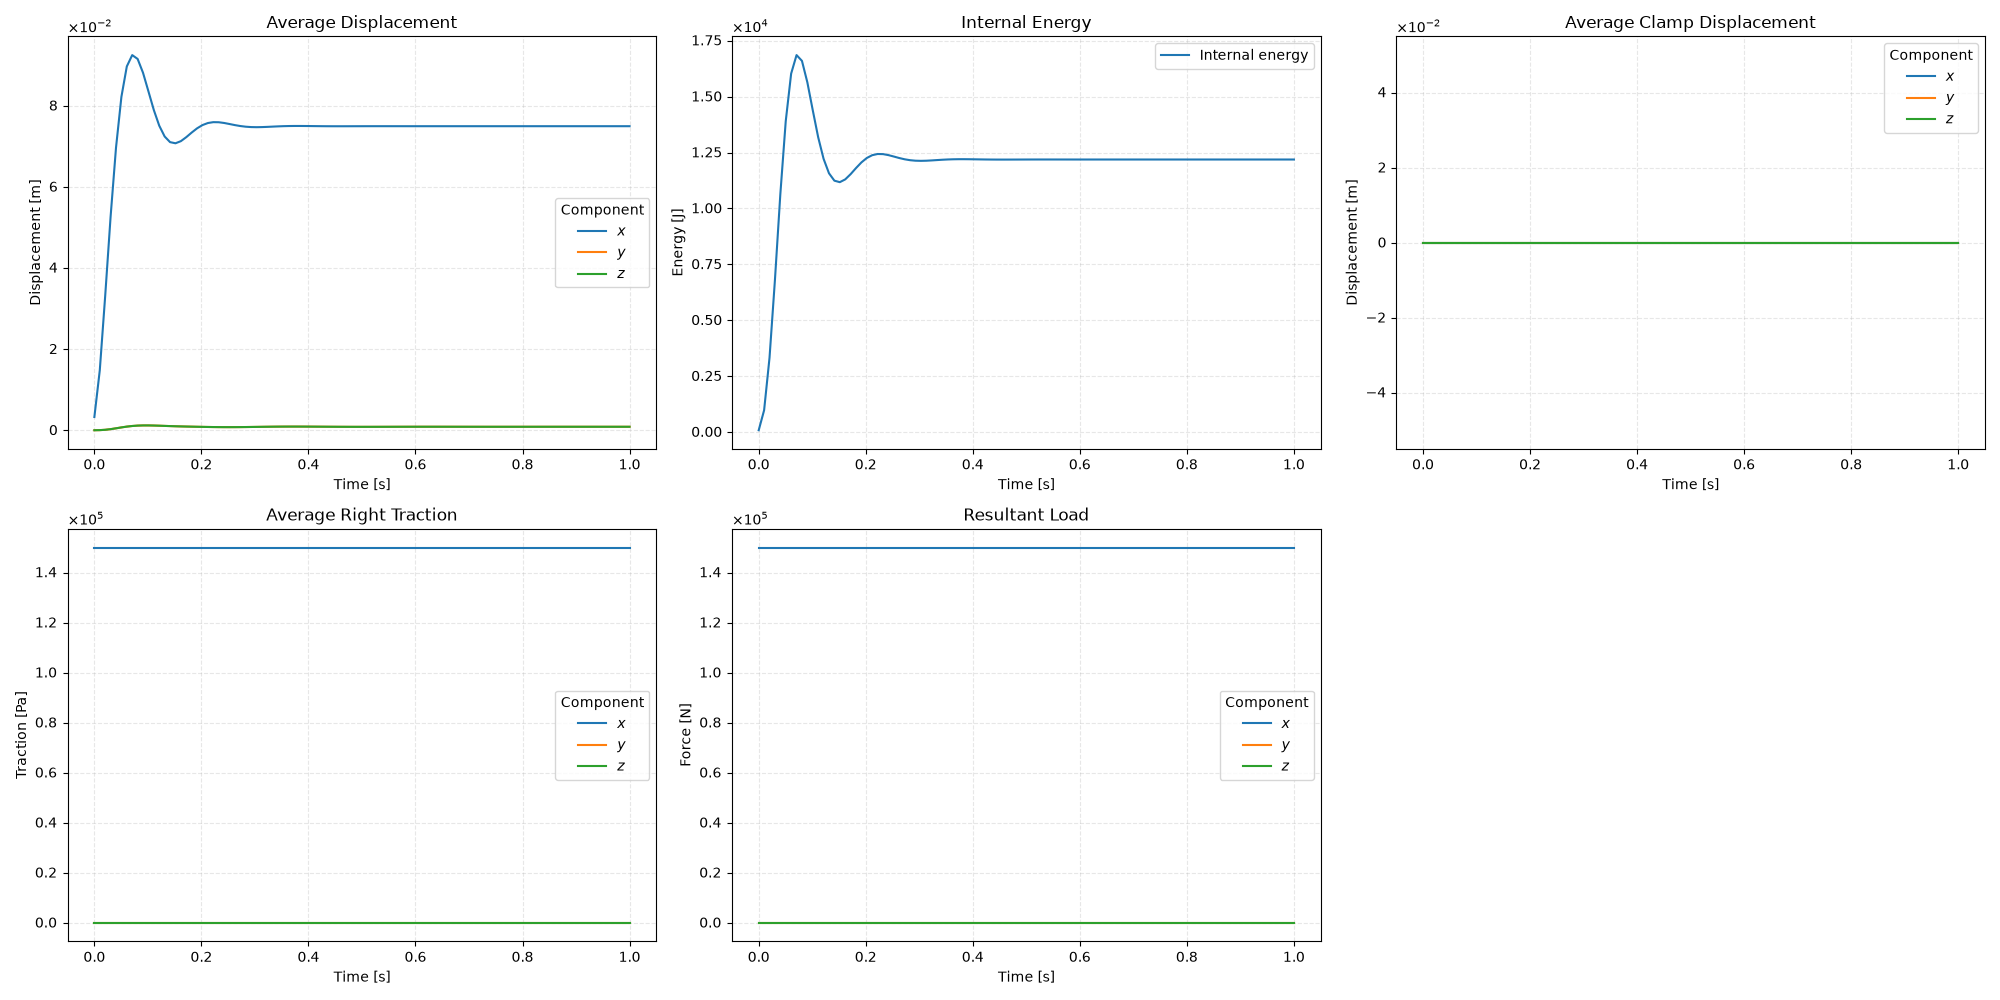 Average Displacement
×10⁻²
8
6
4
2
0
Displacement [m]
0.0 0.2 0.4 0.6 0.8 1.0
Time [s]
Component
x
y
z
Internal Energy
×10⁴
1.75
1.50
1.25
1.00
0.75
0.50
0.25
0.00
Energy [J]
0.0 0.2 0.4 0.6 0.8 1.0
Time [s]
Internal energy
Average Clamp Displacement
×10⁻²
4
2
0
−2
−4
Displacement [m]
0.0 0.2 0.4 0.6 0.8 1.0
Time [s]
Component
x
y
z
Average Right Traction
×10⁵
1.4
1.2
1.0
0.8
0.6
0.4
0.2
0.0
Traction [Pa]
0.0 0.2 0.4 0.6 0.8 1.0
Time [s]
Component
x
y
z
Resultant Load
×10⁵
1.4
1.2
1.0
0.8
0.6
0.4
0.2
0.0
Force [N]
0.0 0.2 0.4 0.6 0.8 1.0
Time [s]
Component
x
y
z